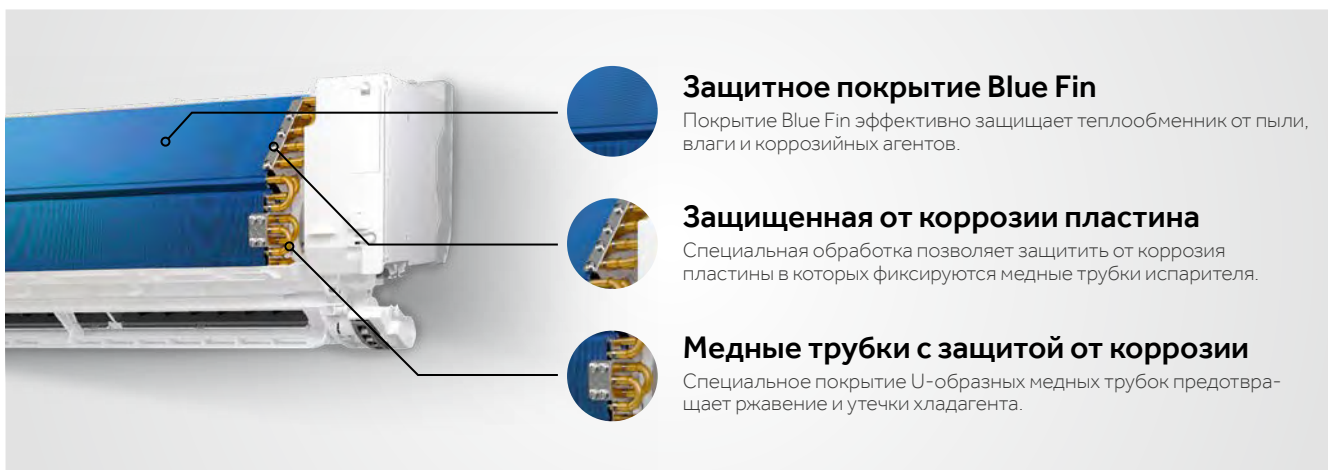 Защитное покрытие Blue Fin
Покрытие Blue Fin эффективно защищает теплообменник от пыли,
влаги и коррозийных агентов.
Защищенная от коррозии пластина
Специальная обработка позволяет защитить от коррозия
пластины в которых фиксируются медные трубки испарителя.
Медные трубки с защитой от коррозии
Специальное покрытие U-образных медных трубок предотвра-
щает ржавение и утечки хладагента.